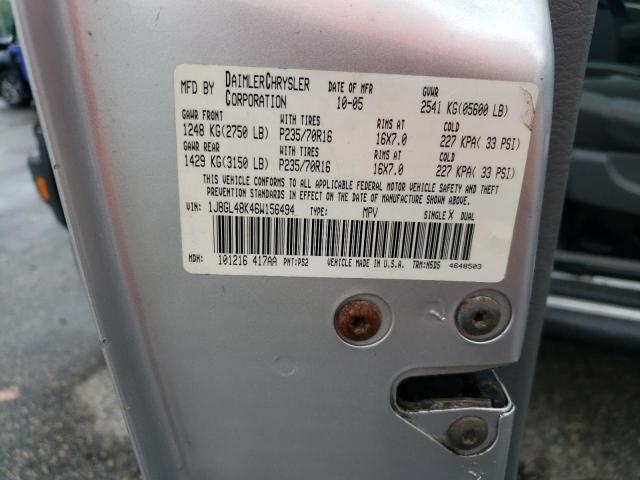 MFD BY DAIMLERCHRYSLER CORPORATION DATE OF MFR 10-05 GVWR 2541 KG(05600 LB)
GAWR FRONT WITH TIRES RIMS AT COLD
1248 KG(2750 LB) P235/70R16 16X7.0 227 KPA( 33 PSI)
GAWR REAR WITH TIRES RIMS AT COLD
1429 KG(3150 LB) P235/70R16 16X7.0 227 KPA( 33 PSI)
THIS VEHICLE CONFORMS TO ALL APPLICABLE FEDERAL MOTOR VEHICLE SAFETY AND THEFT
PREVENTION STANDARDS IN EFFECT ON THE DATE OF MANUFACTURE SHOWN ABOVE.
VIN: 1J8GL48K46W156494 TYPE: MPV SINGLE X DUAL
MDH: 101216 417AA PNT:PS2 VEHICLE MADE IN U.S.A. TRM:M5D5 4648503